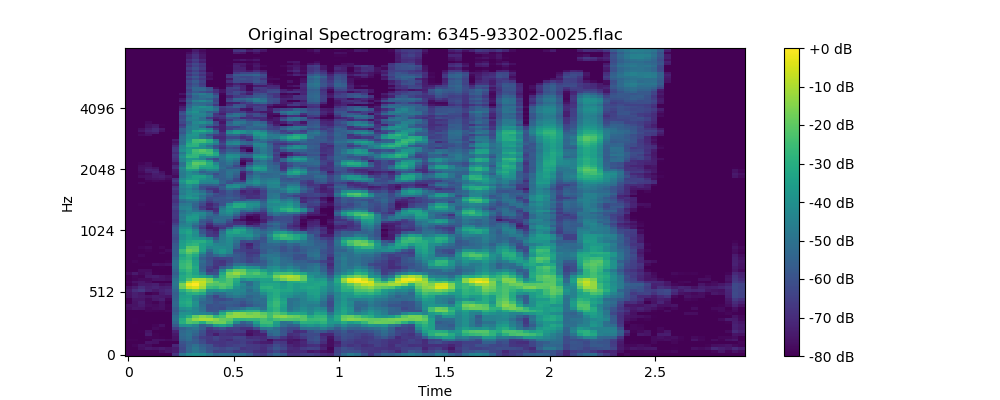 Original Spectrogram: 6345-93302-0025.flac
Hz
4096
2048
1024
512
0
0
0.5
1
1.5
2
2.5
Time
+0 dB
-10 dB
-20 dB
-30 dB
-40 dB
-50 dB
-60 dB
-70 dB
-80 dB